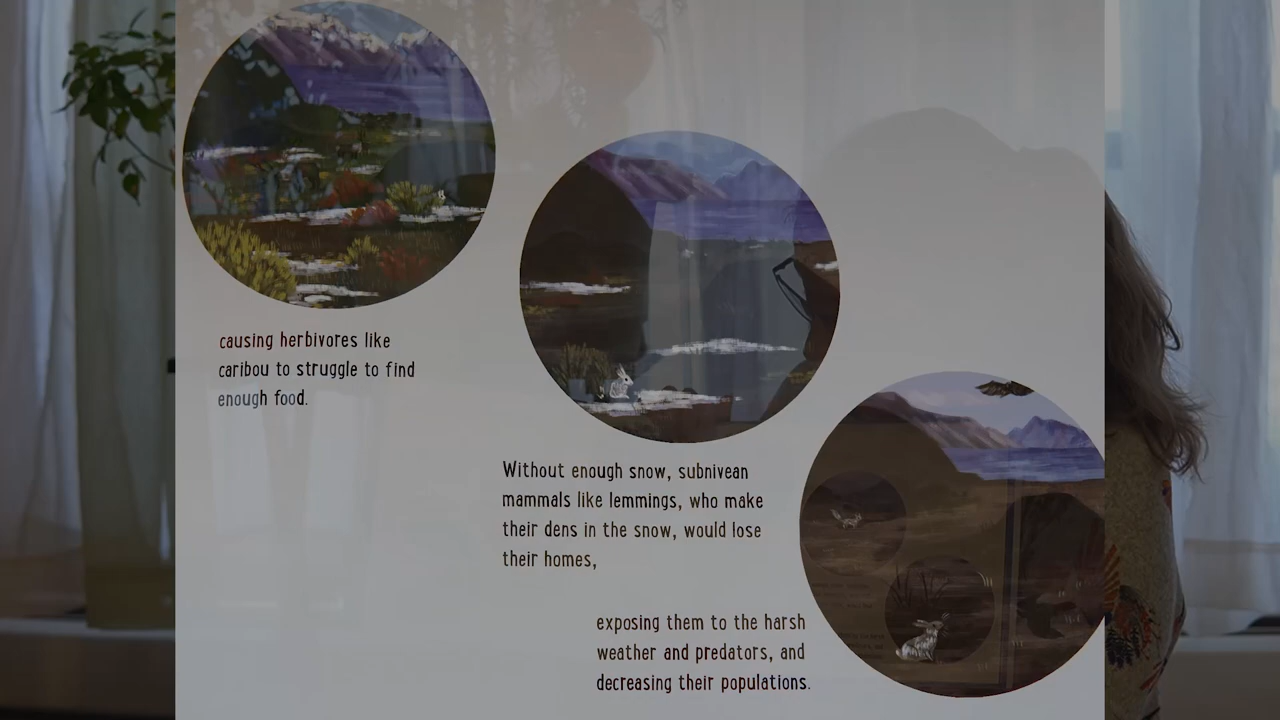 causing herbivores like
caribou to struggle to find
enough food.
Without enough snow, subnivean
mammals like lemmings, who make
their dens in the snow, would lose
their homes,
exposing them to the harsh
weather and predators, and
decreasing their populations.